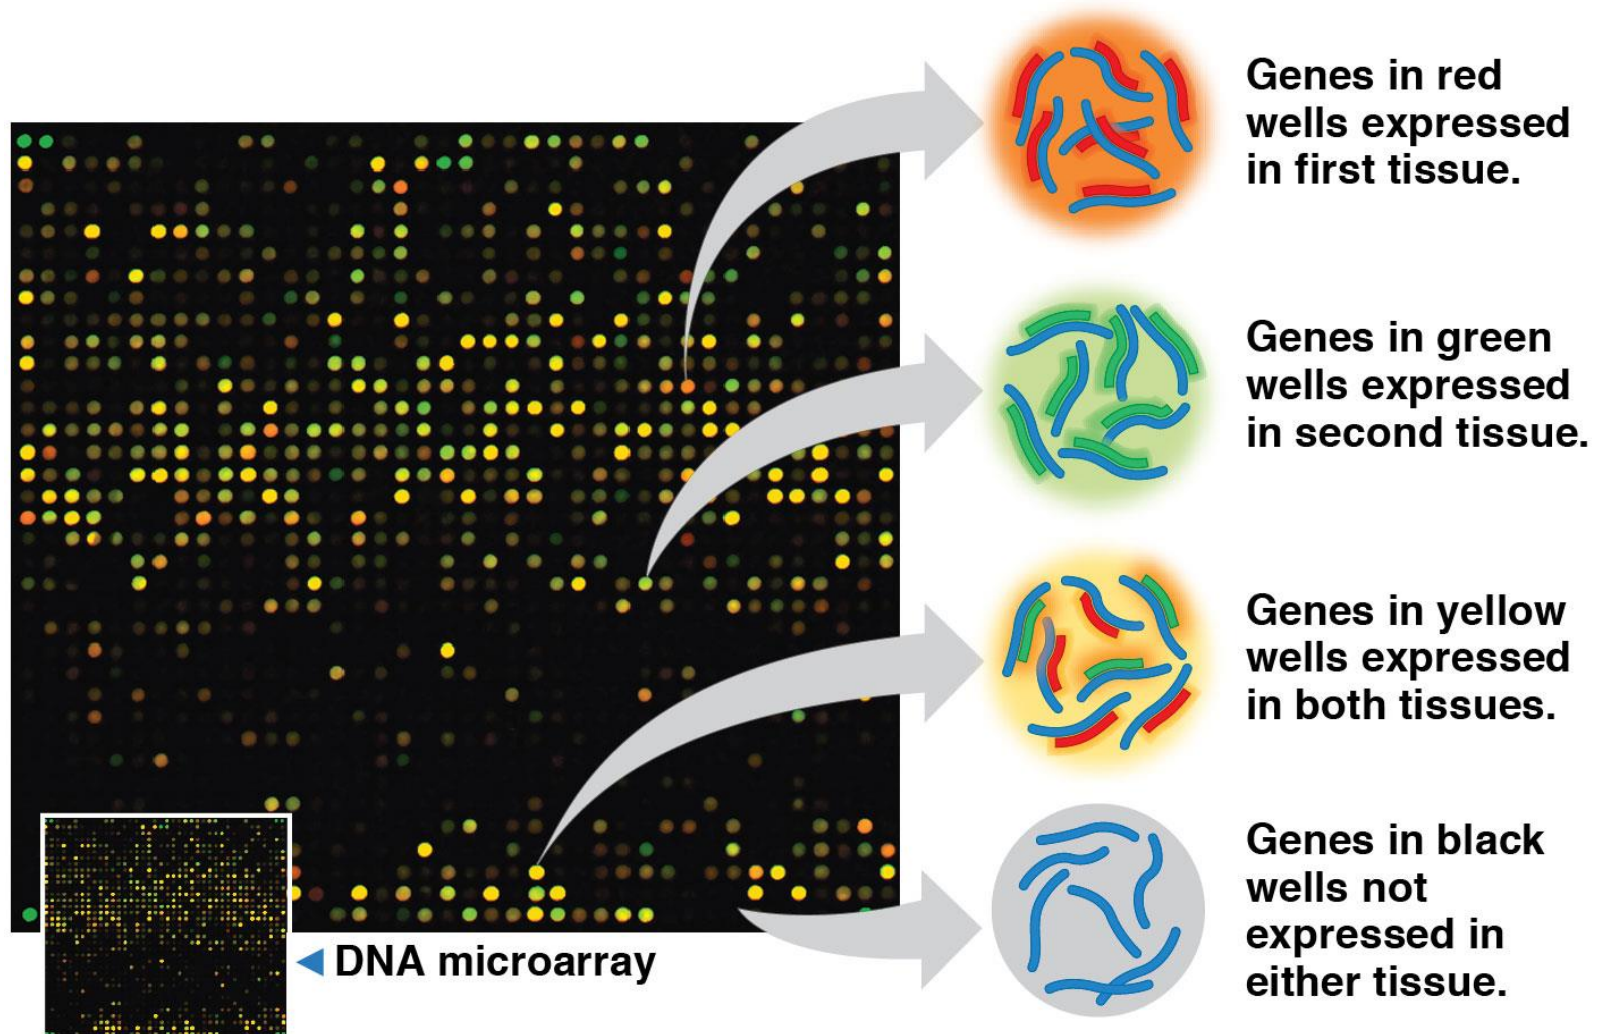 Genes in red
wells expressed
in first tissue.
Genes in green
wells expressed
in second tissue.
Genes in yellow
wells expressed
in both tissues.
Genes in black
wells not
expressed in
either tissue.
DNA microarray